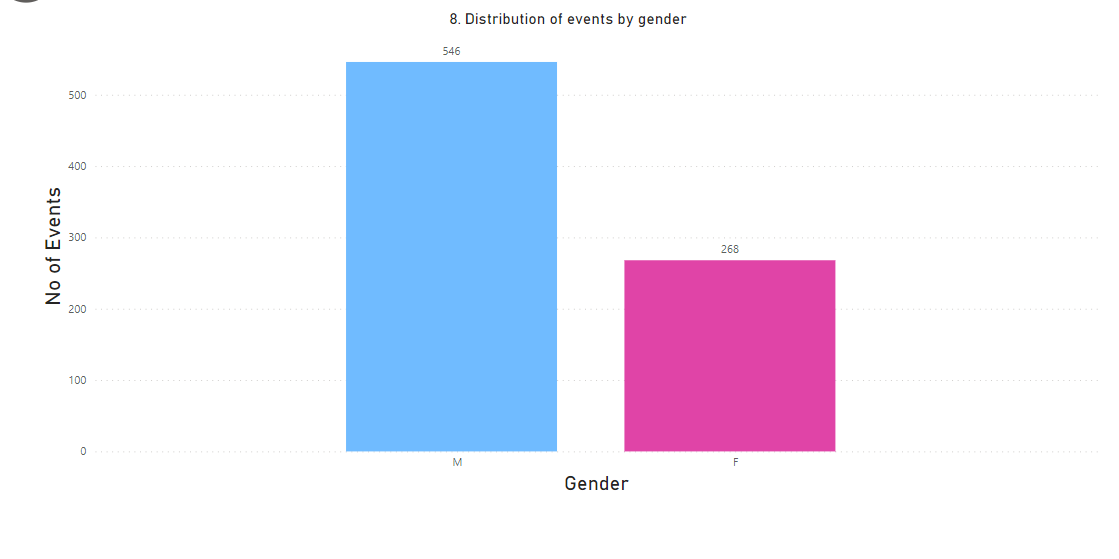 8. Distribution of events by gender
546
500
400
300
268
200
100
0
No of Events
M
F
Gender